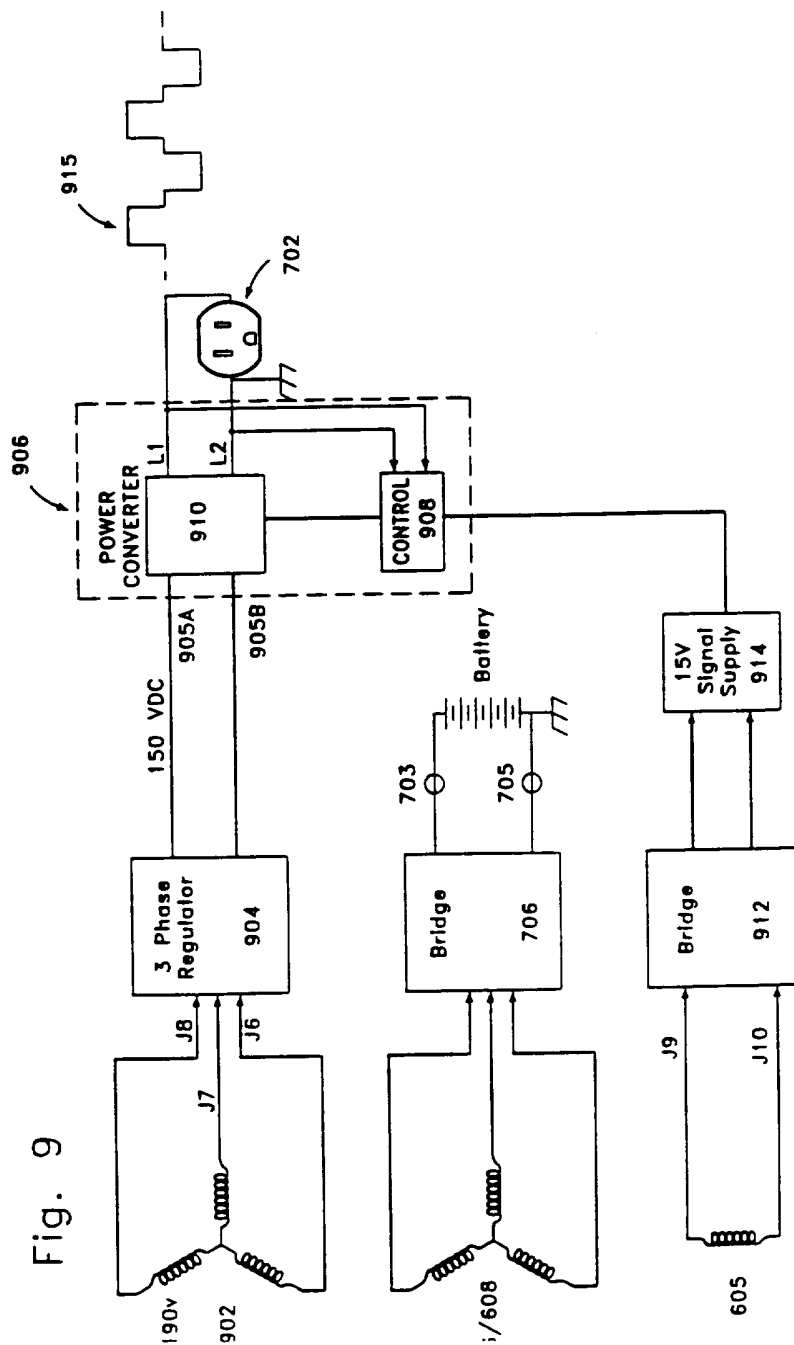 Fig. 9
190v
902
J8
J7
J6
3 Phase
Regulator
904
150 VDC
905A
905B
906
POWER
CONVERTER
910
L1
L2
CONTROL
908
702
915
5/608
Bridge
706
703
705
Battery
605
J9
J10
Bridge
912
15V
Signal
Supply
914